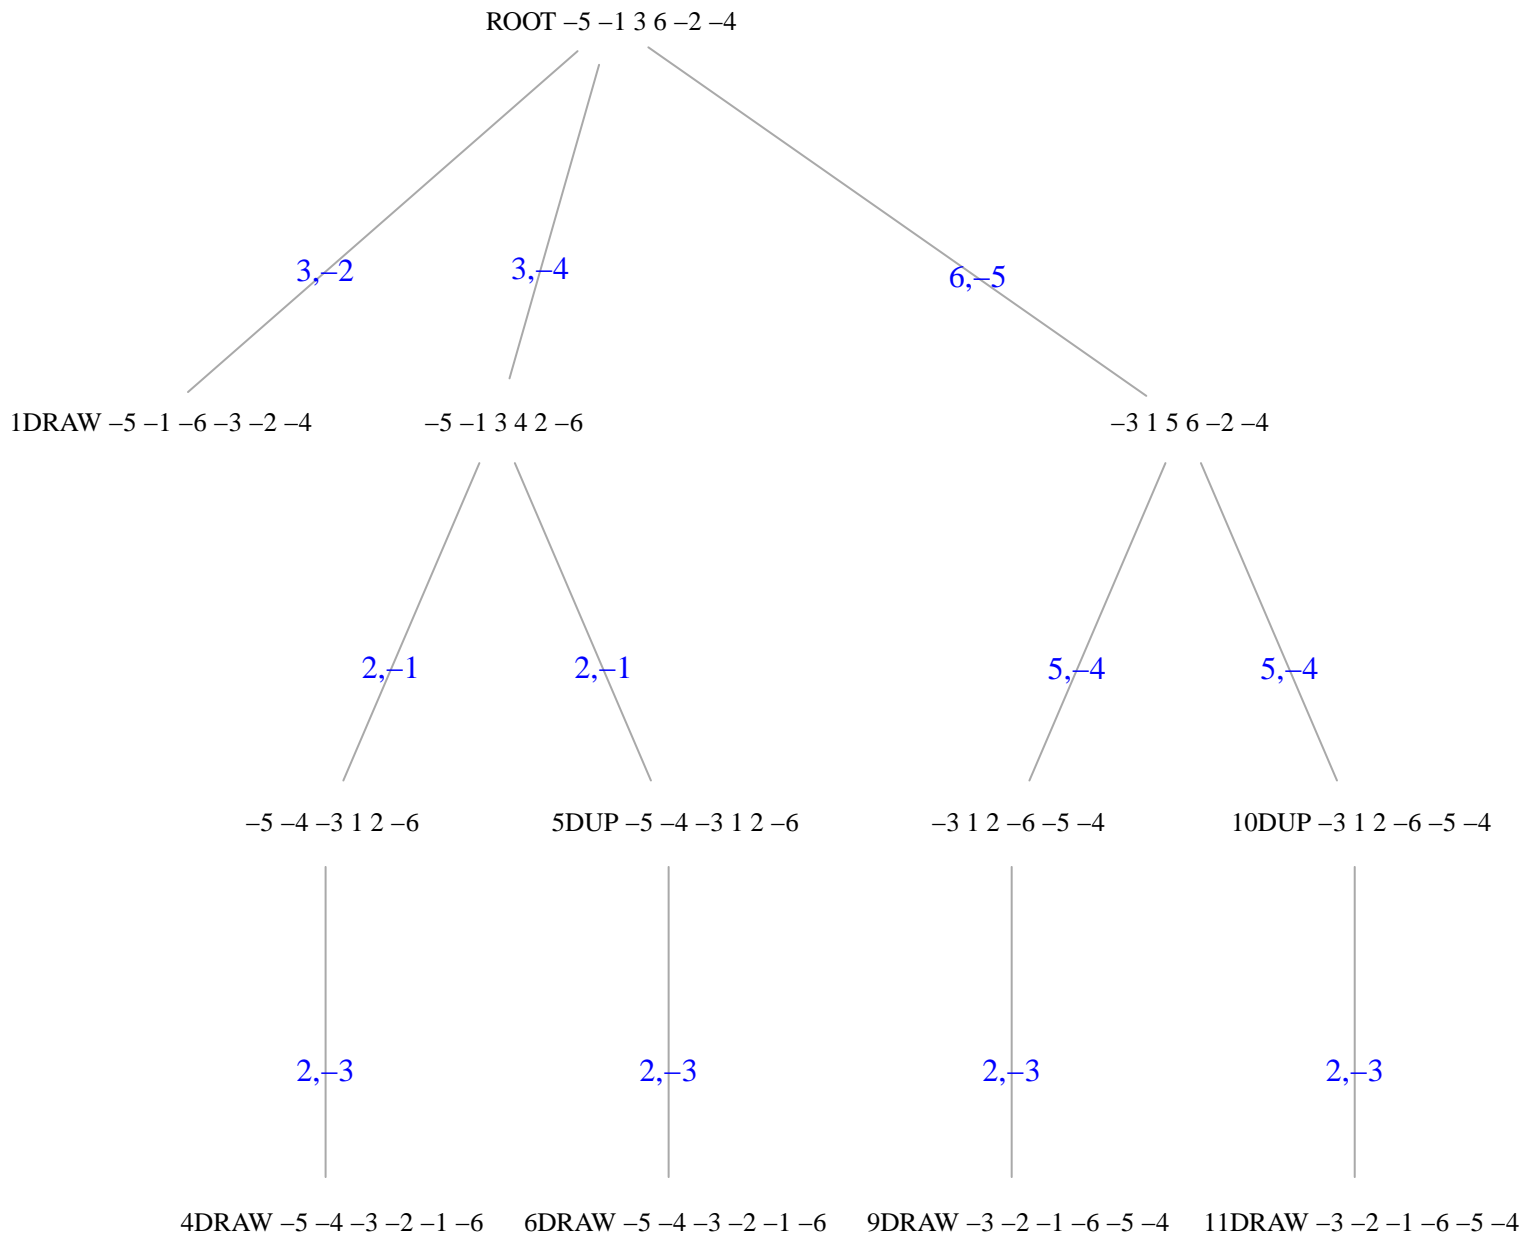 ROOT –5 –1 3 6 –2 –4
3,–2
3,–4
6,–5
1DRAW –5 –1 –6 –3 –2 –4
–5 –1 3 4 2 –6
–3 1 5 6 –2 –4
2,–1
2,–1
5,–4
5,–4
–5 –4 –3 1 2 –6
5DUP –5 –4 –3 1 2 –6
–3 1 2 –6 –5 –4
10DUP –3 1 2 –6 –5 –4
2,–3
2,–3
2,–3
2,–3
4DRAW –5 –4 –3 –2 –1 –6
6DRAW –5 –4 –3 –2 –1 –6
9DRAW –3 –2 –1 –6 –5 –4
11DRAW –3 –2 –1 –6 –5 –4